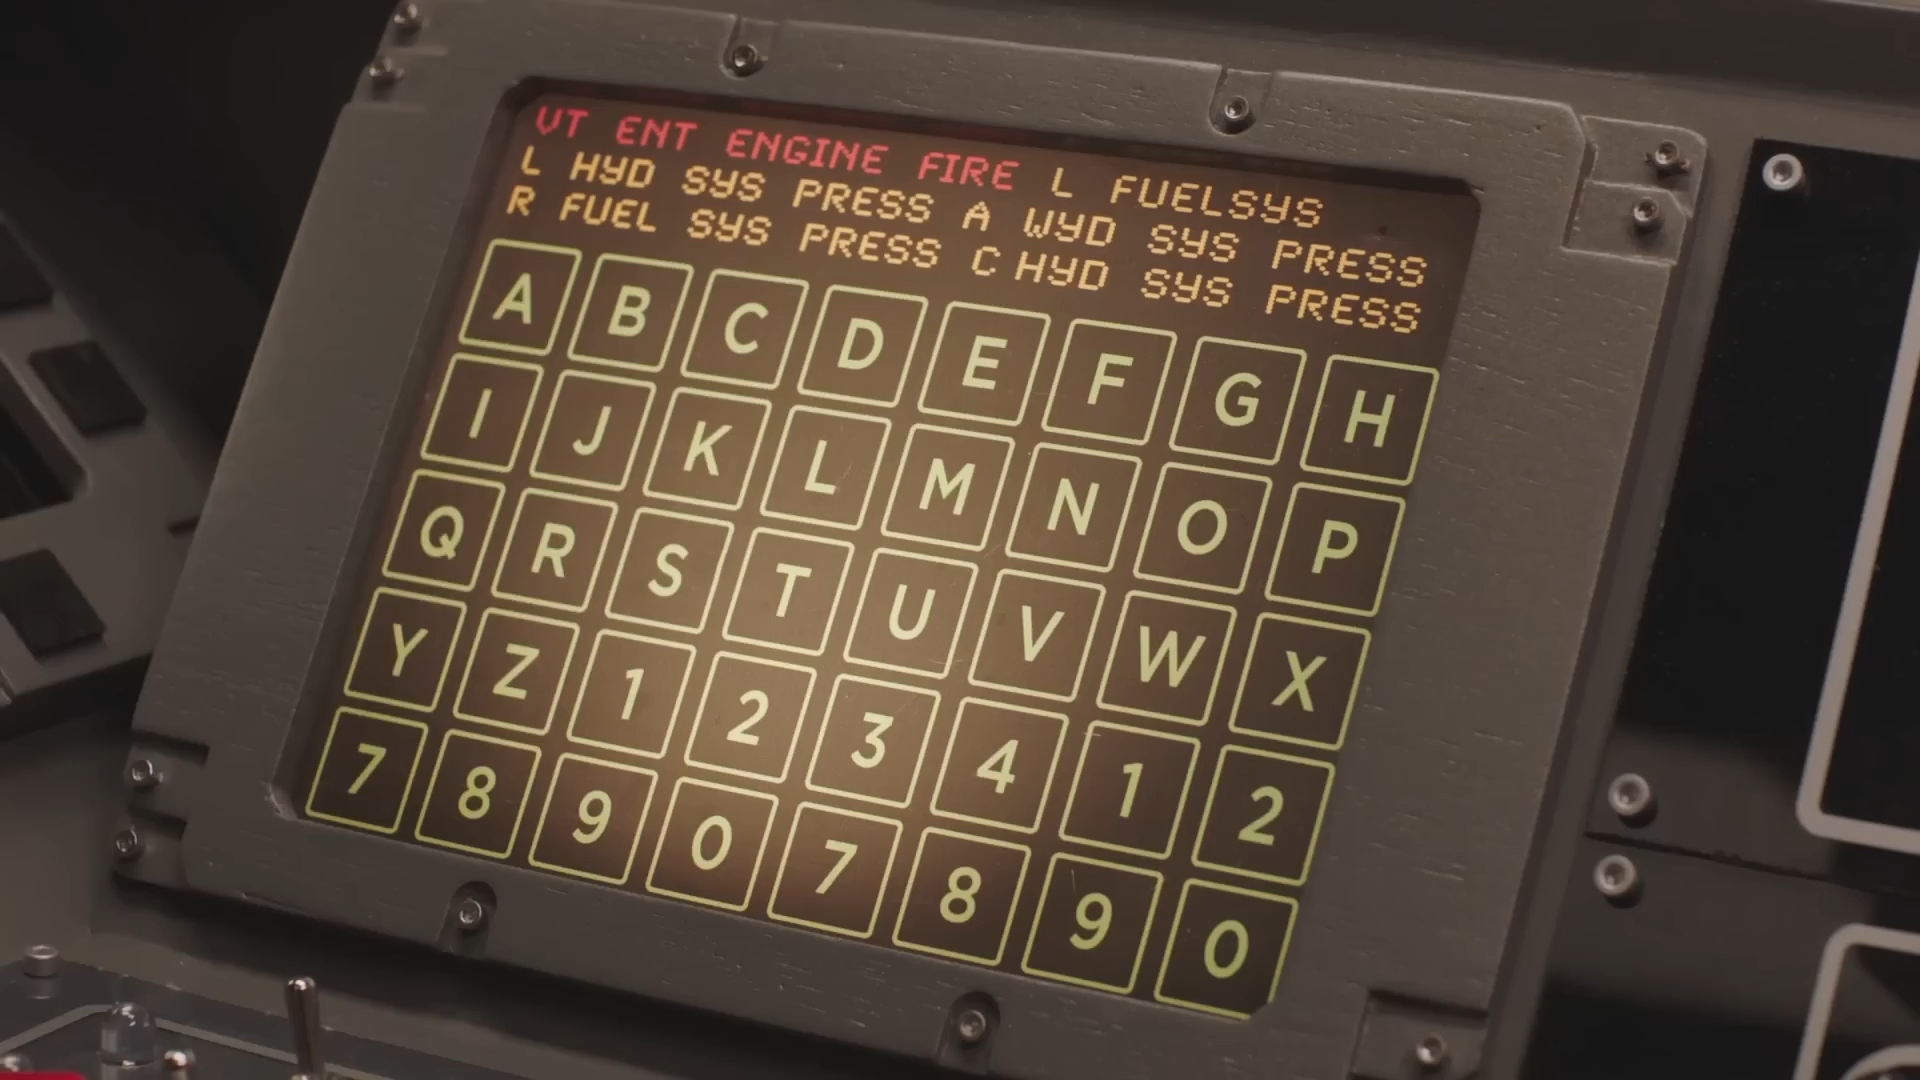 VT ENT ENGINE FIRE L FUELSYS
L HYD SYS PRESS A WYD SYS PRESS
R FUEL SYS PRESS C HYD SYS PRESS
A B C D E F G H
I J K L M N O P
Q R S T U V W X
Y Z 1 2 3 4 1 2
7 8 9 0 7 8 9 0